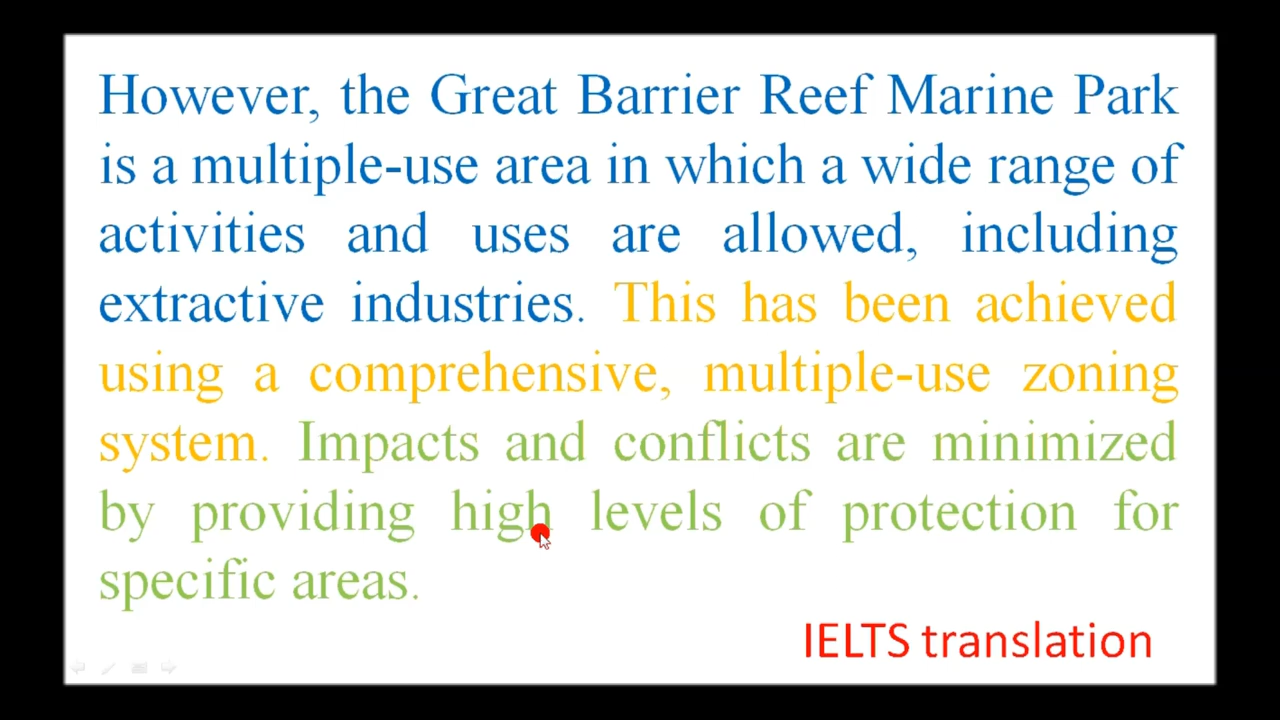 However, the Great Barrier Reef Marine Park
is a multiple-use area in which a wide range of
activities and uses are allowed, including
extractive industries. This has been achieved
using a comprehensive, multiple-use zoning
system. Impacts and conflicts are minimized
by providing high levels of protection for
specific areas.
IELTS translation